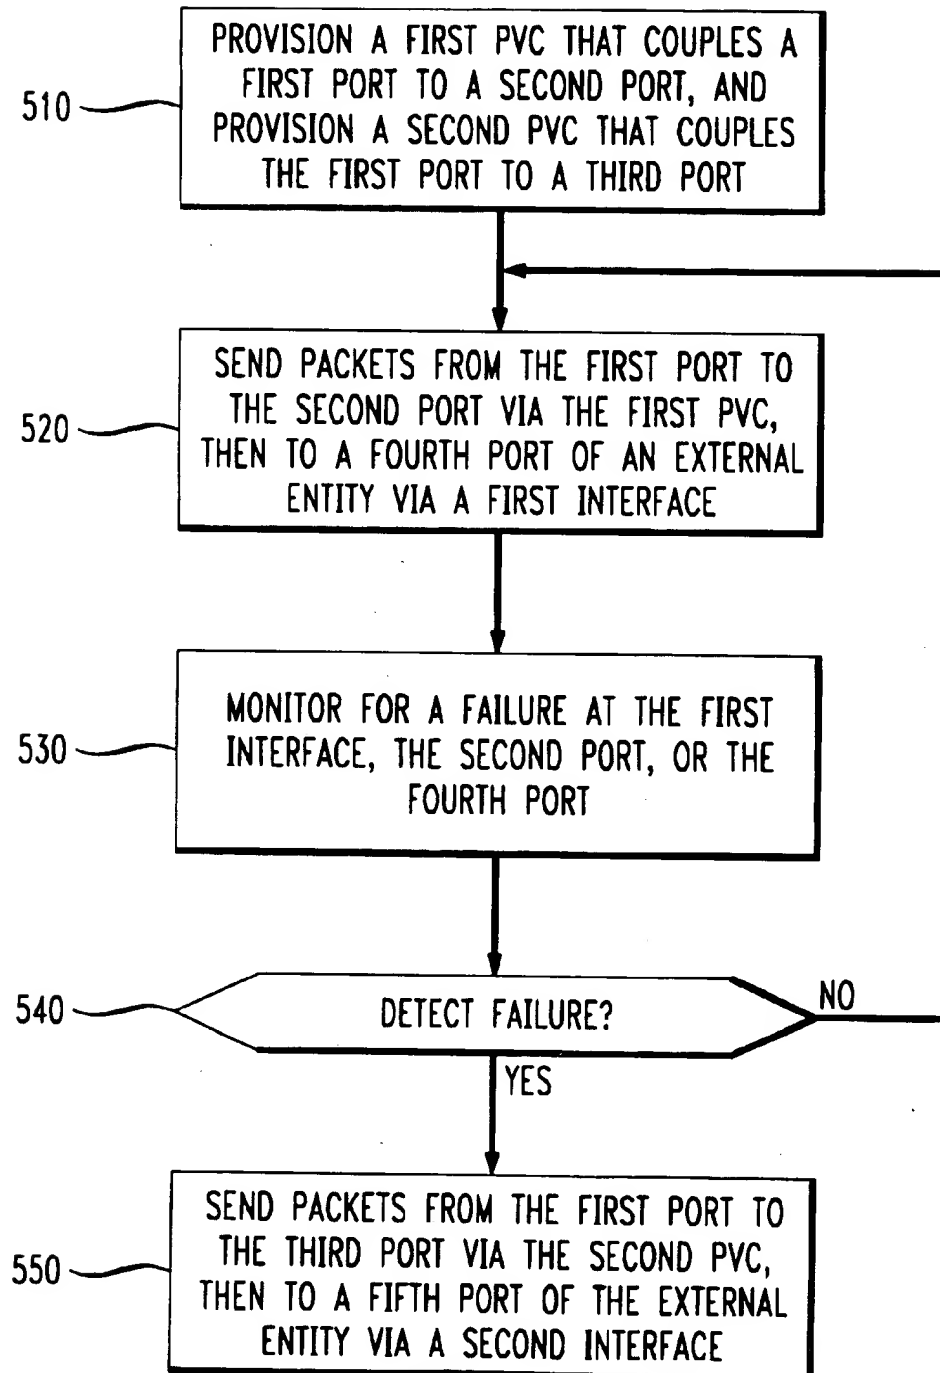 PROVISION A FIRST PVC THAT COUPLES A
FIRST PORT TO A SECOND PORT, AND
PROVISION A SECOND PVC THAT COUPLES
THE FIRST PORT TO A THIRD PORT
510
SEND PACKETS FROM THE FIRST PORT TO
THE SECOND PORT VIA THE FIRST PVC,
THEN TO A FOURTH PORT OF AN EXTERNAL
ENTITY VIA A FIRST INTERFACE
520
MONITOR FOR A FAILURE AT THE FIRST
INTERFACE, THE SECOND PORT, OR THE
FOURTH PORT
530
DETECT FAILURE?
540
NO
YES
SEND PACKETS FROM THE FIRST PORT TO
THE THIRD PORT VIA THE SECOND PVC,
THEN TO A FIFTH PORT OF THE EXTERNAL
ENTITY VIA A SECOND INTERFACE
550